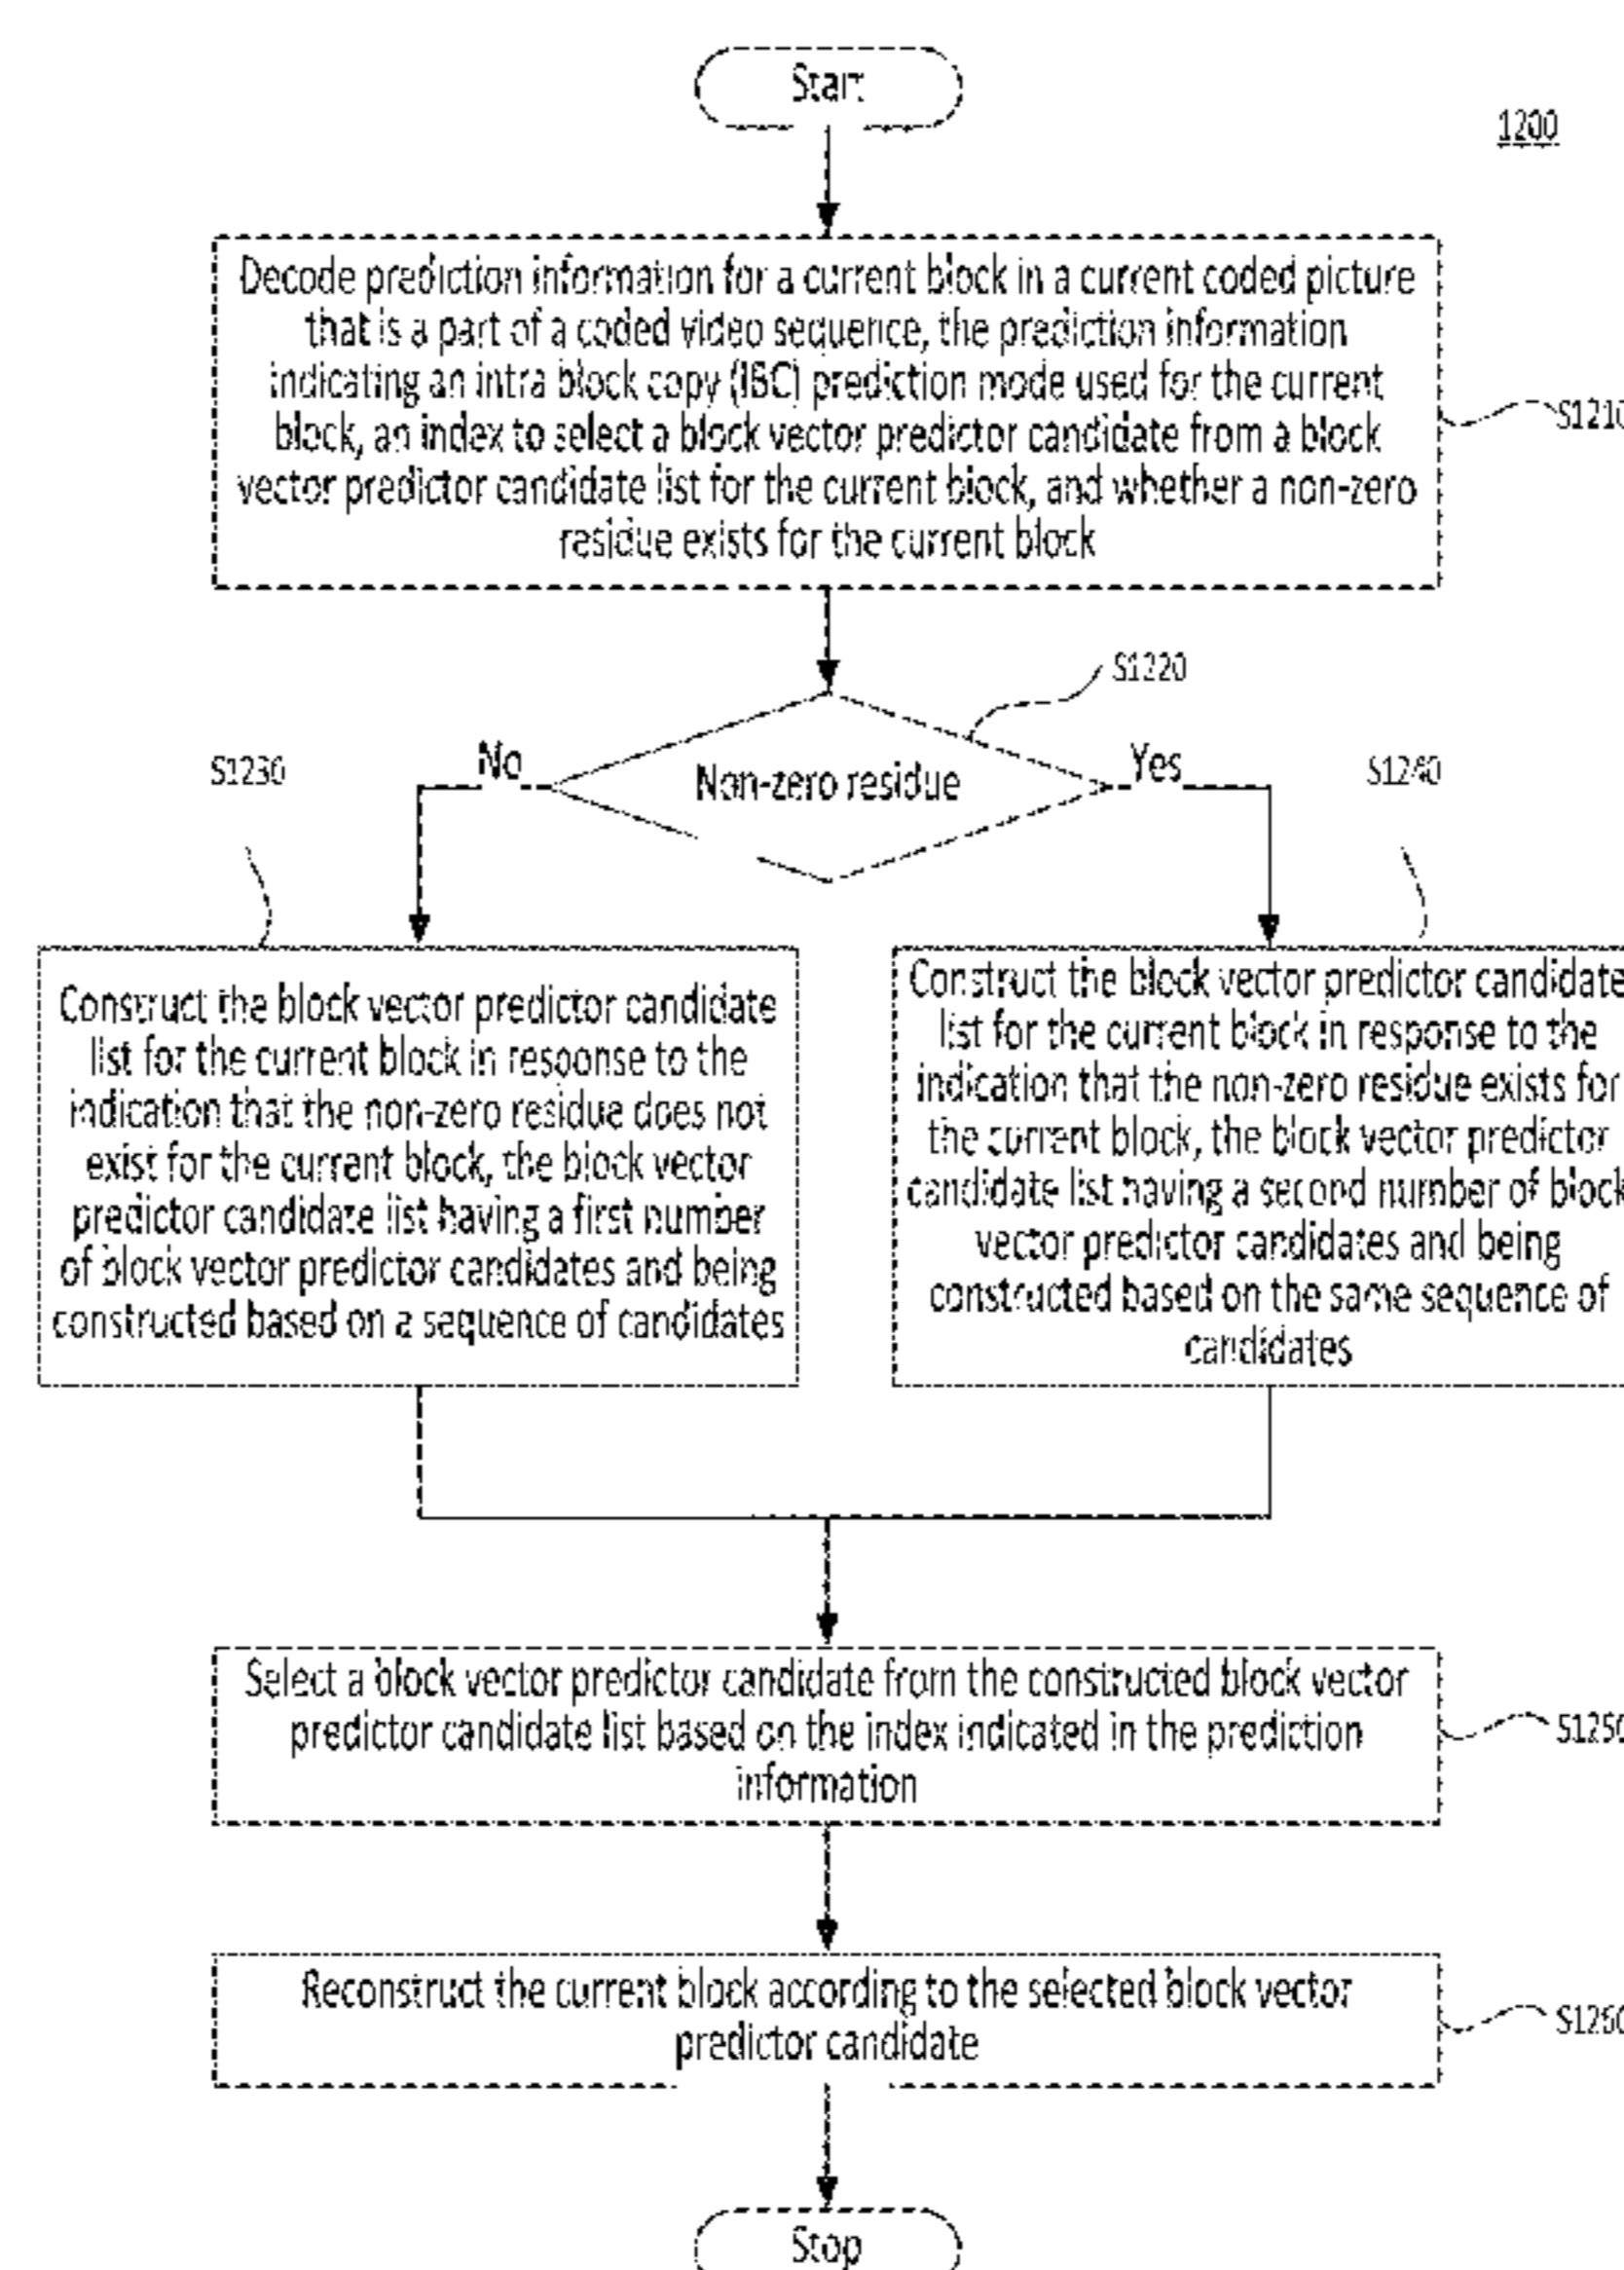 Start
1200
Decode prediction information for a current block in a current coded picture
that is a part of a coded video sequence, the prediction information
indicating an intra block copy (IBC) prediction mode used for the current
block, an index to select a block vector predictor candidate from a block
vector predictor candidate list for the current block, and whether a non-zero
residue exists for the current block
S1210
S1220
No
Non-zero residue
Yes
S1230
S1240
Construct the block vector predictor candidate
list for the current block in response to the
indication that the non-zero residue does not
exist for the current block, the block vector
predictor candidate list having a first number
of block vector predictor candidates and being
constructed based on a sequence of candidates
Construct the block vector predictor candidate
list for the current block in response to the
indication that the non-zero residue exists for
the current block, the block vector predictor
candidate list having a second number of block
vector predictor candidates and being
constructed based on the same sequence of
candidates
Select a block vector predictor candidate from the constructed block vector
predictor candidate list based on the index indicated in the prediction
information
S1250
Reconstruct the current block according to the selected block vector
predictor candidate
S1260
Stop